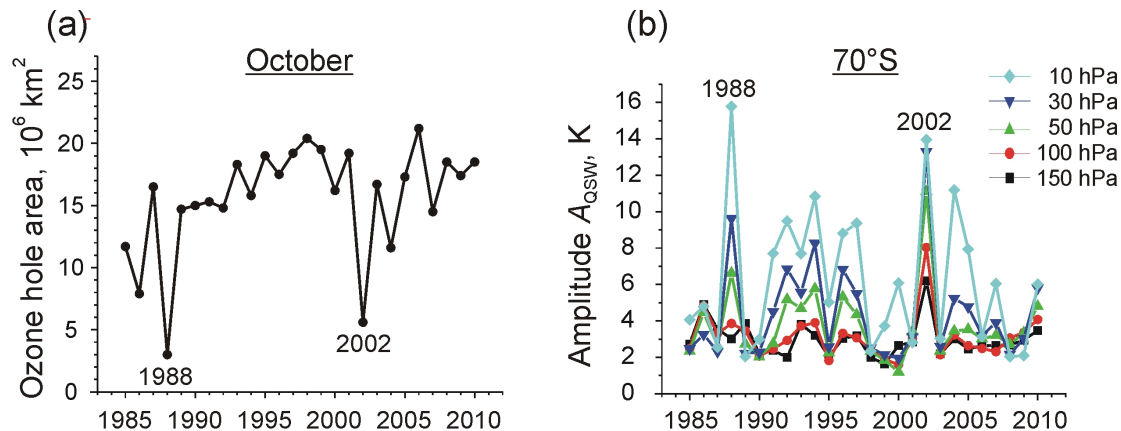 (a)
October
Ozone hole area, 10⁶ km²
25
20
15
10
5
0
1988
2002
1985 1990 1995 2000 2005 2010
(b)
70°S
Amplitude A_QSW, K
16
14
12
10
8
6
4
2
0
1988
2002
1985 1990 1995 2000 2005 2010
10 hPa
30 hPa
50 hPa
100 hPa
150 hPa